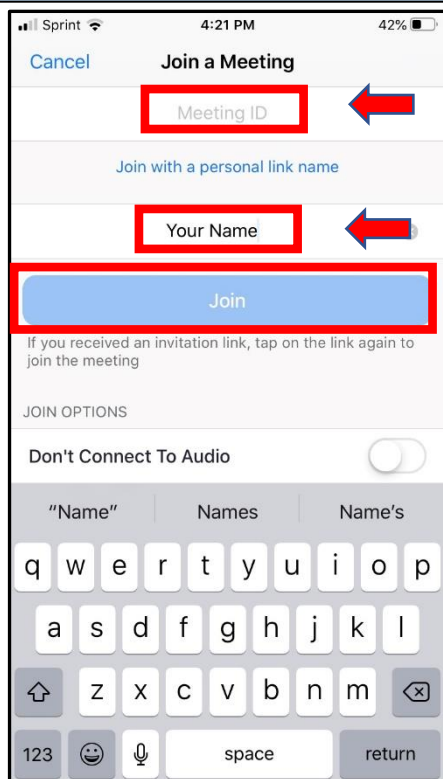 Sprint 4:21 PM 42%
Cancel Join a Meeting
Meeting ID
Join with a personal link name
Your Name
Join
If you received an invitation link, tap on the link again to
join the meeting
JOIN OPTIONS
Don't Connect To Audio
“Name” Names Name's
q w e r t y u i o p
a s d f g h j k l
z x c v b n m
123 space return